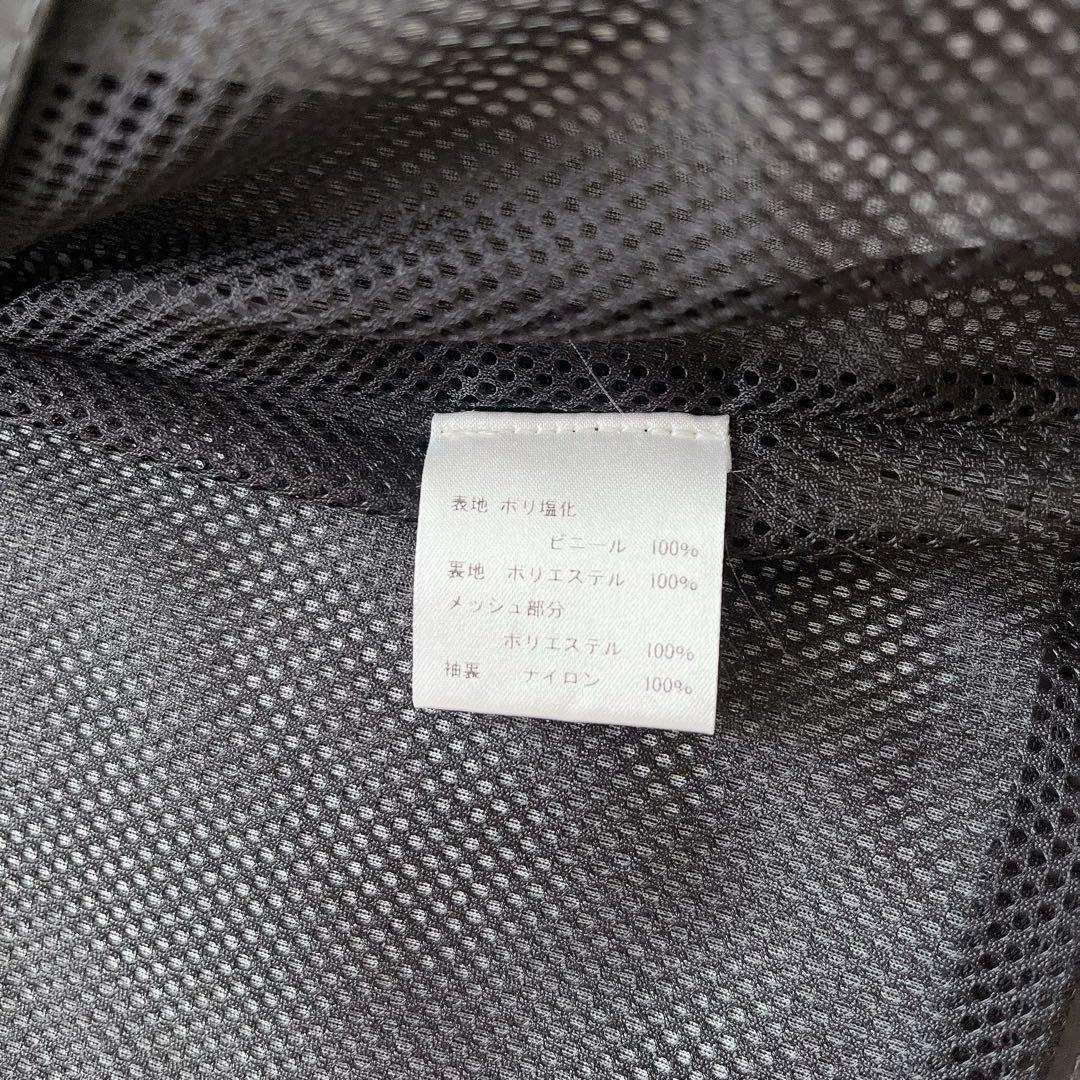 表地 ポリ塩化
ビニール 100%
裏地 ポリエステル 100%
メッシュ部分
ポリエステル 100%
袖裏 ナイロン 100%